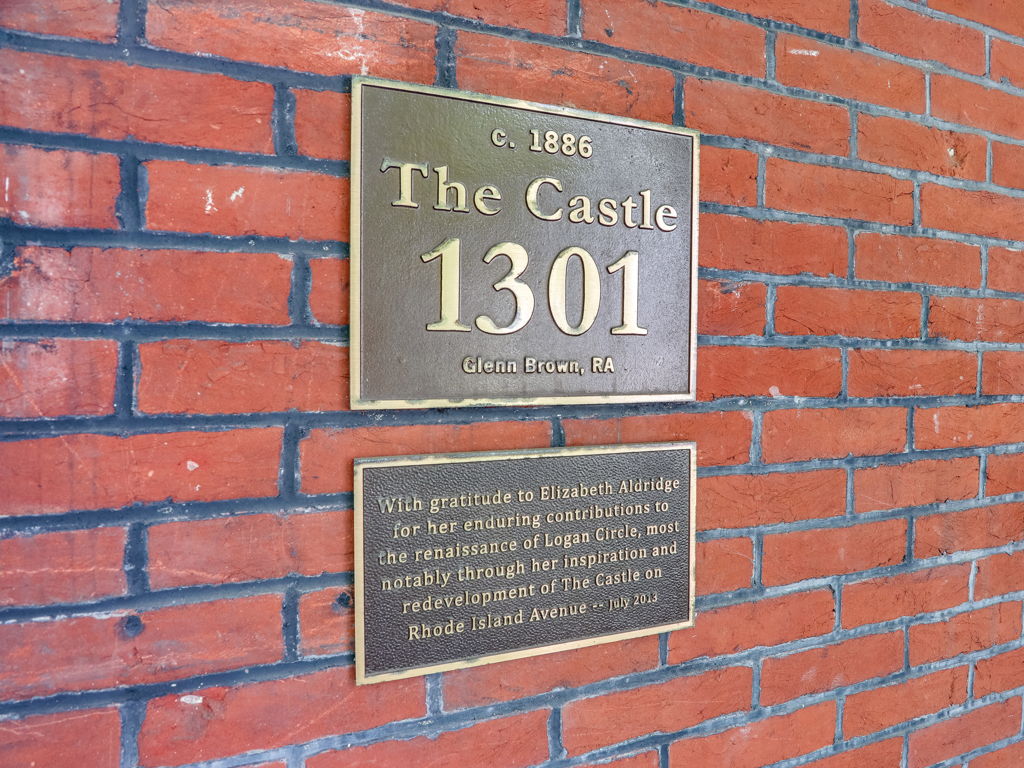 c. 1886
The Castle
1301
Glenn Brown, RA
With gratitude to Elizabeth Aldridge
for her enduring contributions to
the renaissance of Logan Circle, most
notably through her inspiration and
redevelopment of The Castle on
Rhode Island Avenue -- July 2013